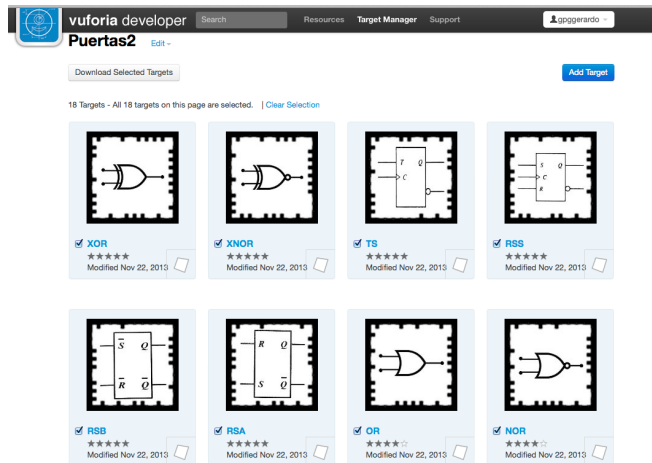 vuforia developer Search Resources Target Manager Support gpggerardo
Puertas2 Edit
Download Selected Targets Add Target
18 Targets - All 18 targets on this page are selected. | Clear Selection
T Q
C
S Q
C
R
XOR XNOR TS RSS
★★★★★ ★★★★★ ★★★★★ ★★★★★
Modified Nov 22, 2013 Modified Nov 22, 2013 Modified Nov 22, 2013 Modified Nov 22, 2013
S̅ Q
R̅ Q̅
R Q
S Q̅
RSB RSA OR NOR
★★★★★ ★★★★★ ★★★★☆ ★★★★☆
Modified Nov 22, 2013 Modified Nov 22, 2013 Modified Nov 22, 2013 Modified Nov 22, 2013